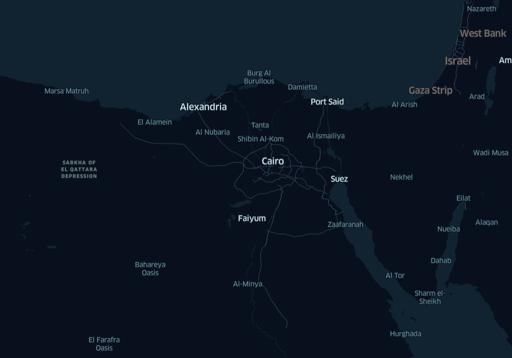 Nazareth
West Bank
Israel
Am
Burg Al
Burullous
Damietta
Marsa Matruh
Gaza Strip
Arad
Alexandria
Port Said
Al Arish
El Alamein
Tanta
Al Nubaria
Shibin Al-Kom
Al Ismailiya
Wadi Musa
SABKHA OF
EL QATTARA
DEPRESSION
Cairo
Suez
Nekhel
Eilat
Faiyum
Zaafaranah
Nueiba
Alaqan
Bahareya
Oasis
Dahab
Al Tor
Al-Minya
Sharm el-
Sheikh
Hurghada
El Farafra
Oasis